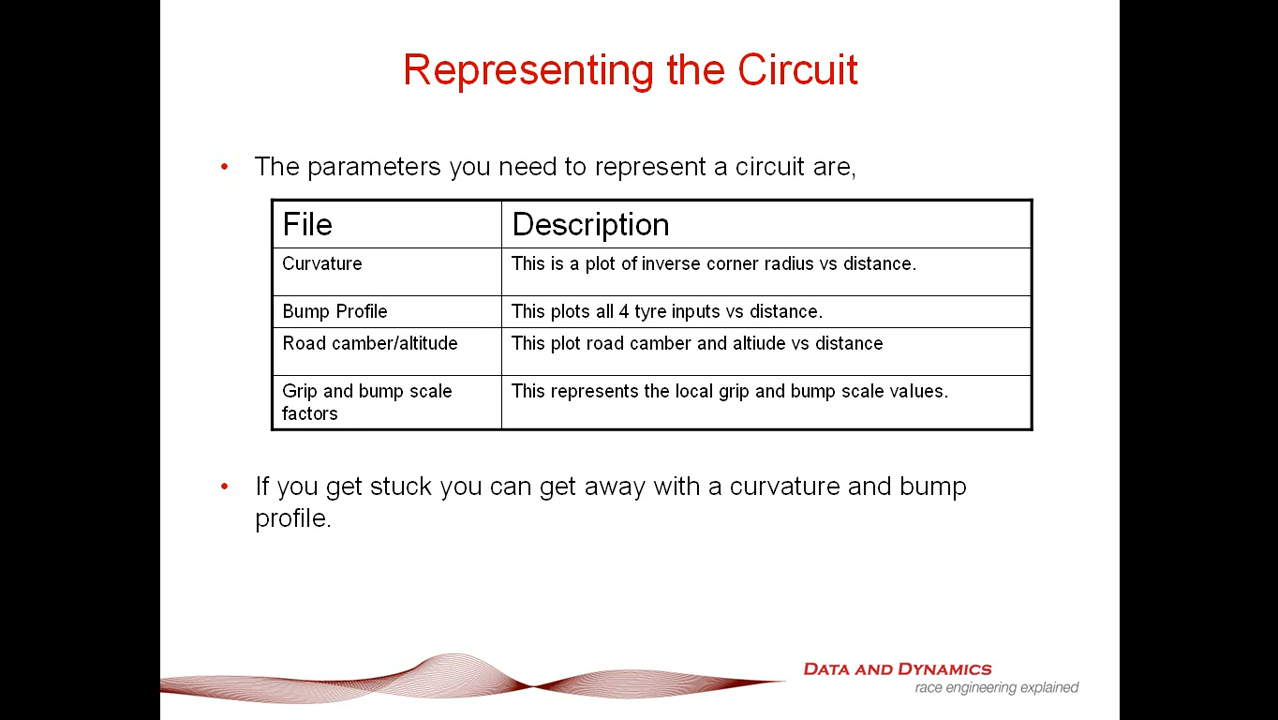 Representing the Circuit
• The parameters you need to represent a circuit are,
File Description
Curvature This is a plot of inverse corner radius vs distance.
Bump Profile This plots all 4 tyre inputs vs distance.
Road camber/altitude This plot road camber and altiude vs distance
Grip and bump scale This represents the local grip and bump scale values.
factors
• If you get stuck you can get away with a curvature and bump
profile.
DATA AND DYNAMICS
race engineering explained